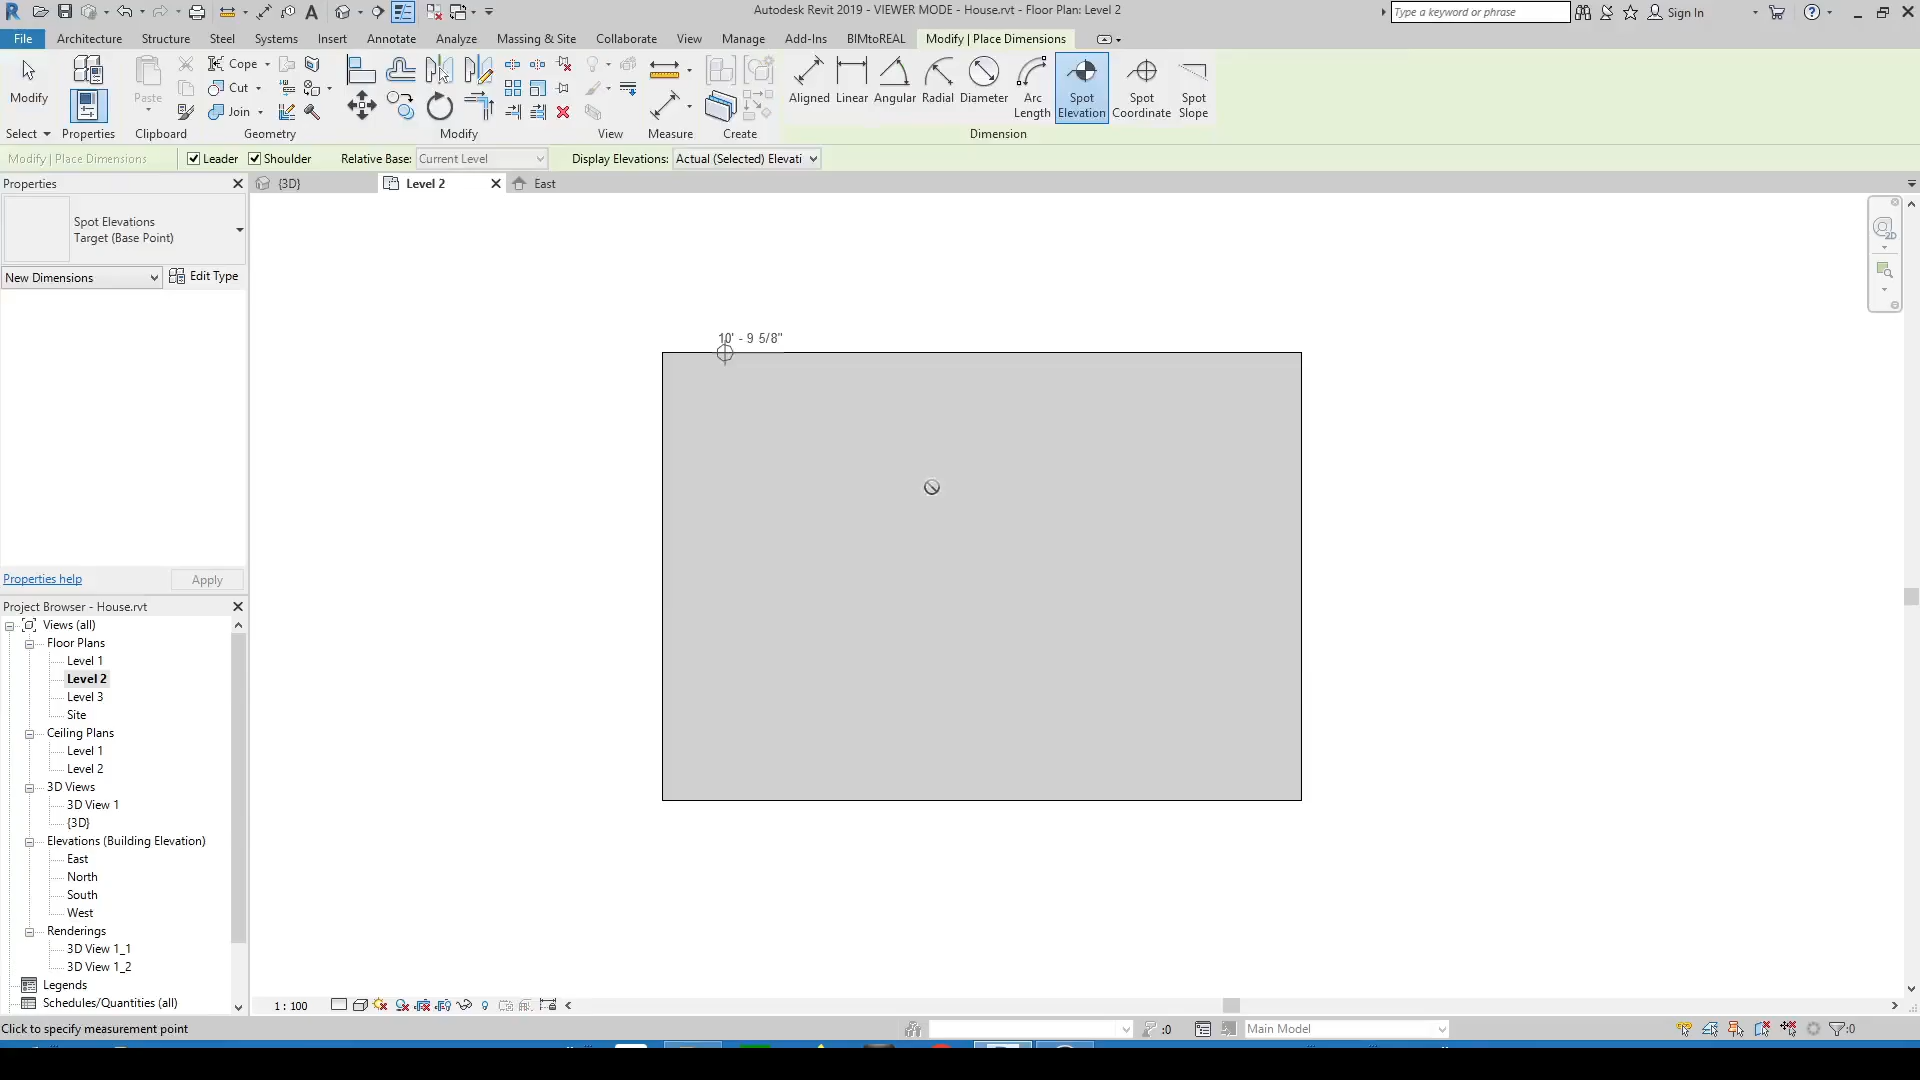 Autodesk Revit 2019 - VIEWER MODE - House.rvt - Floor Plan: Level 2
Type a keyword or phrase
Sign In
File Architecture Structure Steel Systems Insert Annotate Analyze Massing & Site Collaborate View Manage Add-Ins BIMtoREAL Modify | Place Dimensions
Modify
Paste
Cope
Cut
Join
Aligned Linear Angular Radial Diameter Arc Length Spot Elevation Spot Coordinate Spot Slope
Select Properties Clipboard Geometry Modify View Measure Create Dimension
Modify | Place Dimensions Leader Shoulder Relative Base: Current Level Display Elevations: Actual (Selected) Elevati
Properties
{3D} Level 2 East
Spot Elevations
Target (Base Point)
New Dimensions Edit Type
2D
10' - 9 5/8"
Properties help Apply
Project Browser - House.rvt
Views (all)
Floor Plans
Level 1
Level 2
Level 3
Site
Ceiling Plans
Level 1
Level 2
3D Views
3D View 1
{3D}
Elevations (Building Elevation)
East
North
South
West
Renderings
3D View 1_1
3D View 1_2
Legends
Schedules/Quantities (all)
1 : 100
Click to specify measurement point
:0
Main Model
:0